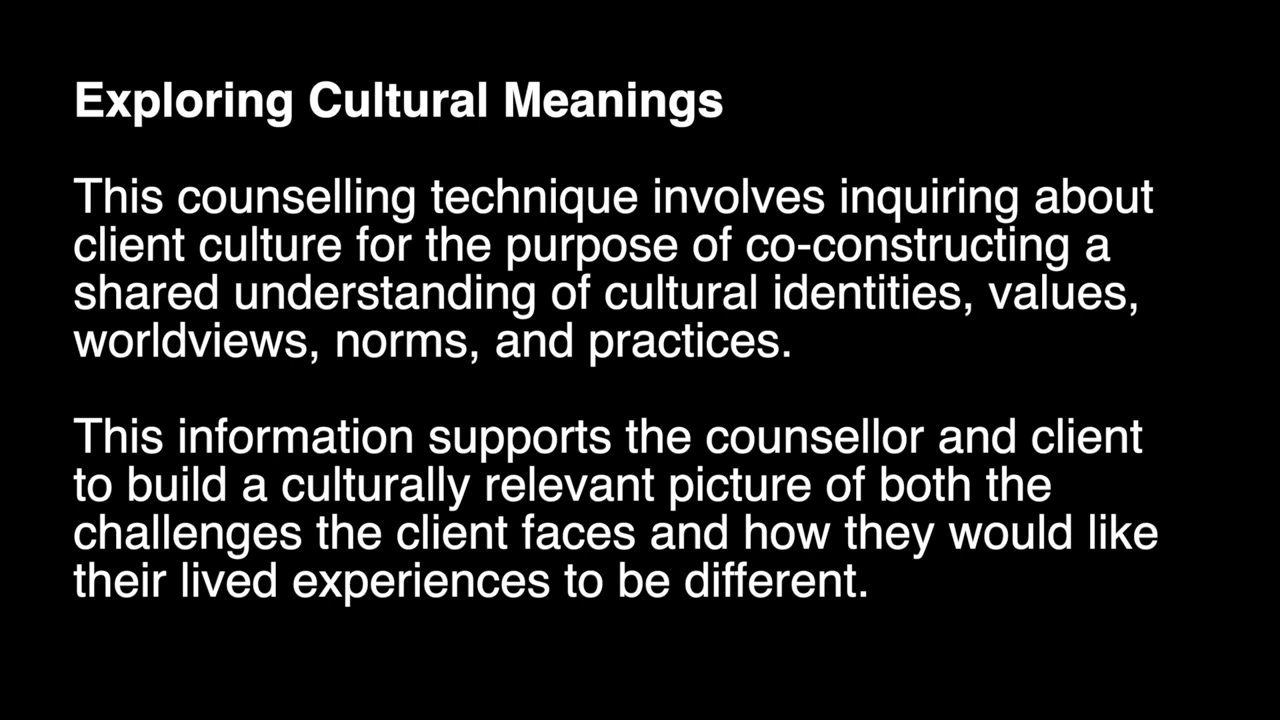 Exploring Cultural Meanings
This counselling technique involves inquiring about
client culture for the purpose of co-constructing a
shared understanding of cultural identities, values,
worldviews, norms, and practices.
This information supports the counsellor and client
to build a culturally relevant picture of both the
challenges the client faces and how they would like
their lived experiences to be different.